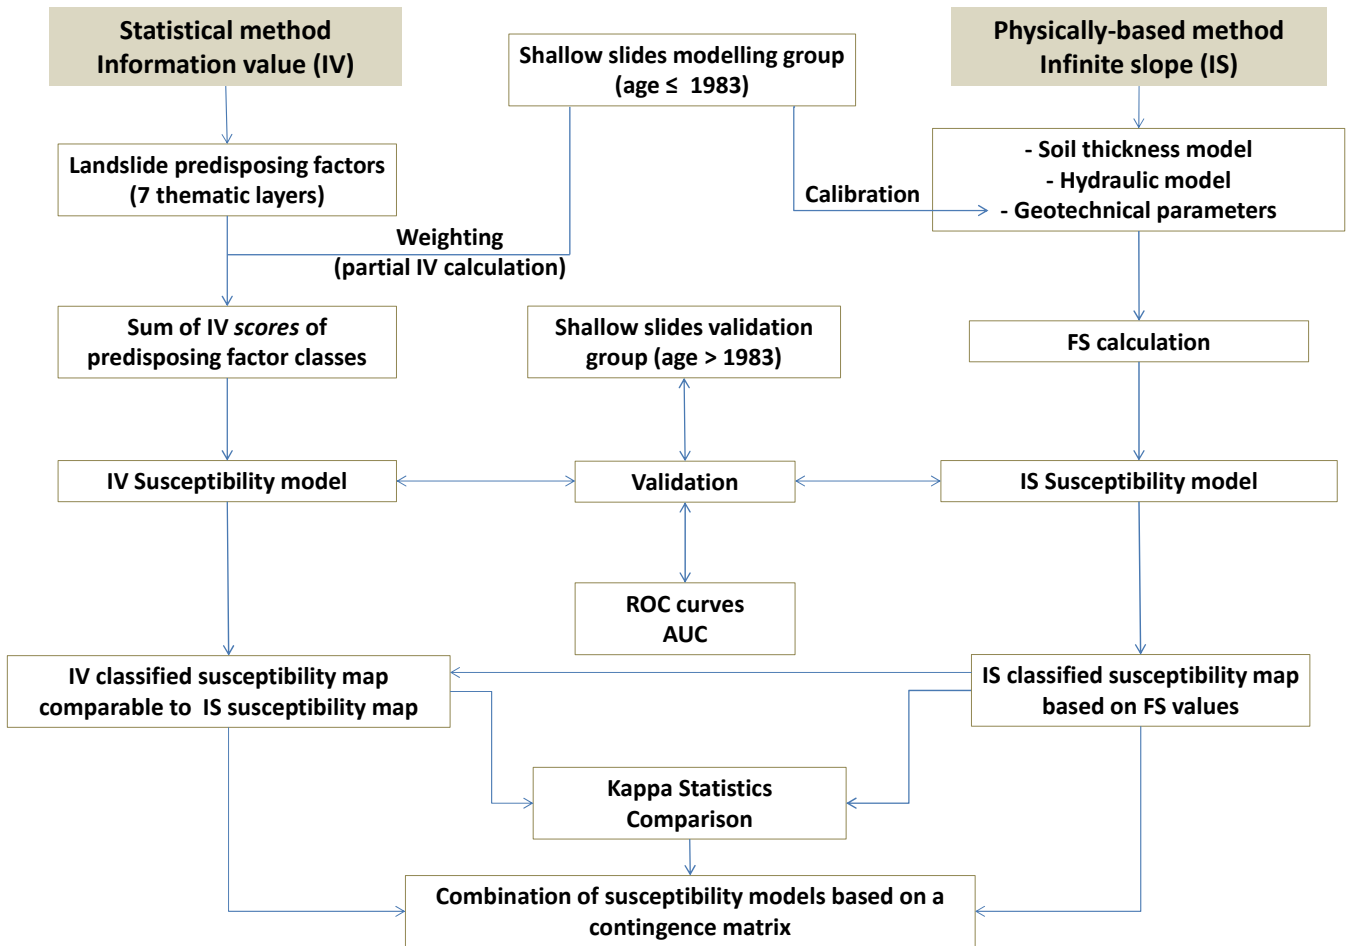 Statistical method
Information value (IV)
Shallow slides modelling group
(age ≤ 1983)
Physically-based method
Infinite slope (IS)
Landslide predisposing factors
(7 thematic layers)
- Soil thickness model
- Hydraulic model
- Geotechnical parameters
Calibration
Weighting
(partial IV calculation)
Sum of IV scores of
predisposing factor classes
Shallow slides validation
group (age > 1983)
FS calculation
IV Susceptibility model
Validation
IS Susceptibility model
ROC curves
AUC
IV classified susceptibility map
comparable to IS susceptibility map
IS classified susceptibility map
based on FS values
Kappa Statistics
Comparison
Combination of susceptibility models based on a
contingence matrix